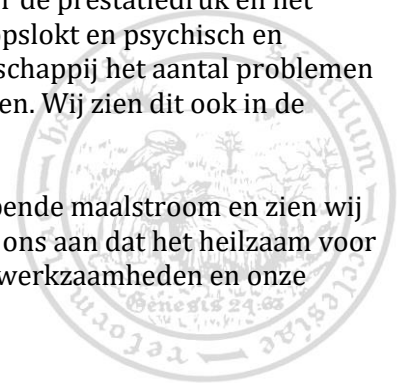 r de prestatiedruk en het
opslokt en psychisch en
schappij het aantal problemen
en. Wij zien dit ook in de
pende maalstroom en zien wij
ons aan dat het heilzaam voor
werkzaamheden en onze
Genesis 24:63